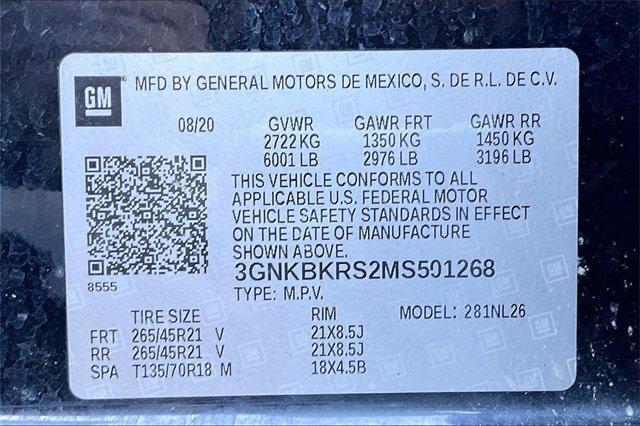 GM
MFD BY GENERAL MOTORS DE MEXICO, S. DE R.L. DE C.V.
08/20 GVWR GAWR FRT GAWR RR
2722 KG 1350 KG 1450 KG
6001 LB 2976 LB 3196 LB
THIS VEHICLE CONFORMS TO ALL
APPLICABLE U.S. FEDERAL MOTOR
VEHICLE SAFETY STANDARDS IN EFFECT
ON THE DATE OF MANUFACTURE
SHOWN ABOVE.
3GNKBKRS2MS501268
8555
TYPE: M.P.V.
TIRE SIZE RIM MODEL: 281NL26
FRT 265/45R21 V 21X8.5J
RR 265/45R21 V 21X8.5J
SPA T135/70R18 M 18X4.5B